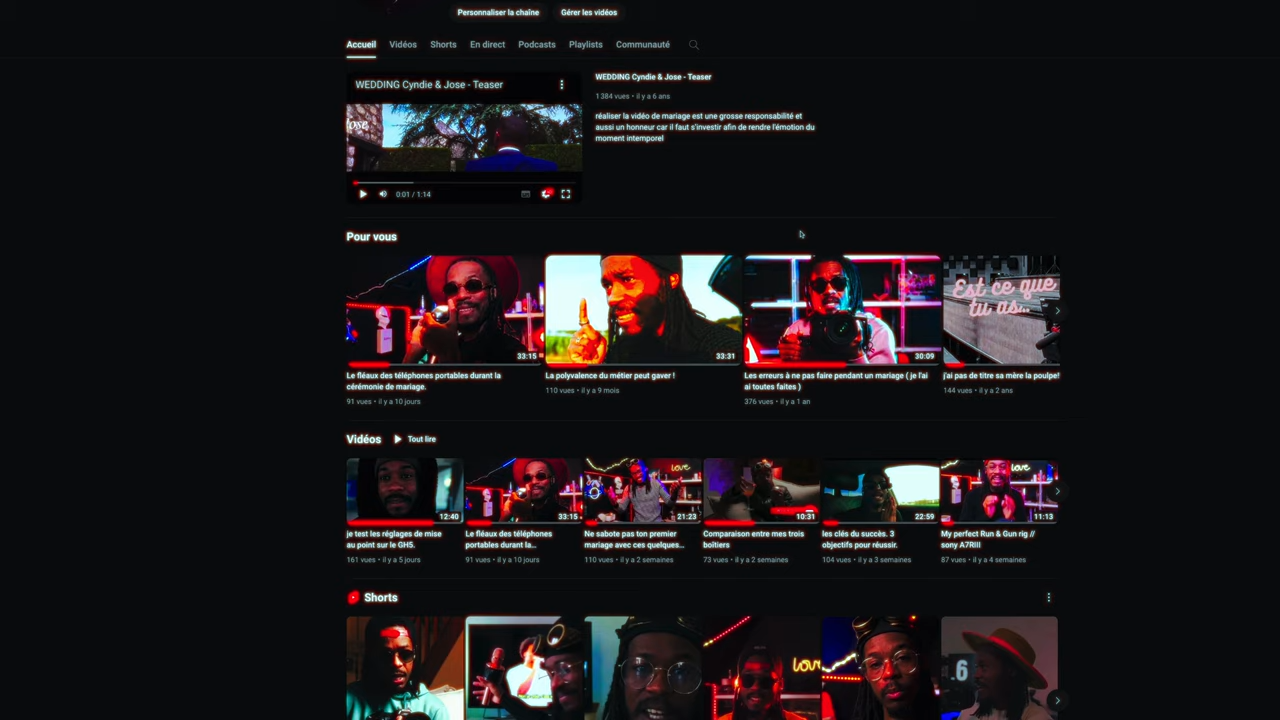 Personnaliser la chaîne
Gérer les vidéos
Accueil
Vidéos
Shorts
En direct
Podcasts
Playlists
Communauté
WEDDING Cyndie & Jose - Teaser
ose
0:01 / 1:14
WEDDING Cyndie & Jose - Teaser
1 384 vues • il y a 6 ans
réaliser la vidéo de mariage est une grosse responsabilité et
aussi un honneur car il faut s'investir afin de rendre l'émotion du
moment intemporel
Pour vous
33:15
33:31
30:09
Est ce que
tu as...
Le fléaux des téléphones portables durant la
cérémonie de mariage.
91 vues • il y a 10 jours
La polyvalence du métier peut gaver !
110 vues • il y a 9 mois
Les erreurs à ne pas faire pendant un mariage ( je l'ai
ai toutes faites )
376 vues • il y a 1 an
j'ai pas de titre sa mère la poulpe!
144 vues • il y a 2 ans
Vidéos
Tout lire
12:40
33:15
love
21:23
10:31
22:59
love
11:13
je test les réglages de mise
au point sur le GH5.
161 vues • il y a 5 jours
Le fléaux des téléphones
portables durant la...
91 vues • il y a 10 jours
Ne sabote pas ton premier
mariage avec ces quelques...
110 vues • il y a 2 semaines
Comparaison entre mes trois
boîtiers
73 vues • il y a 2 semaines
les clés du succès. 3
objectifs pour réussir.
104 vues • il y a 3 semaines
My perfect Run & Gun rig //
sony A7RIII
87 vues • il y a 4 semaines
Shorts
love
.6